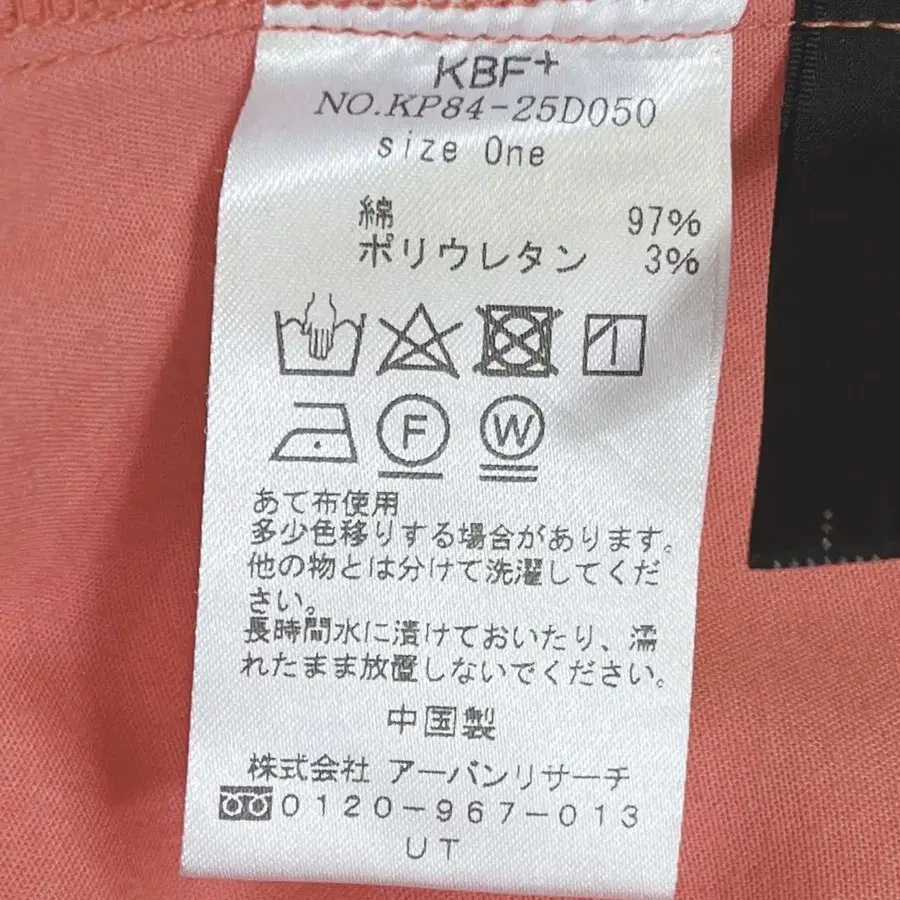 KBF+
NO.KP84-25D050
size One
綿 97%
ポリウレタン 3%
F W
あて布使用
多少色移りする場合があります。
他の物とは分けて洗濯してくだ
さい。
長時間水に漬けておいたり、濡
れたまま放置しないでください。
中国製
株式会社 アーバンリサーチ
0120-967-013
UT